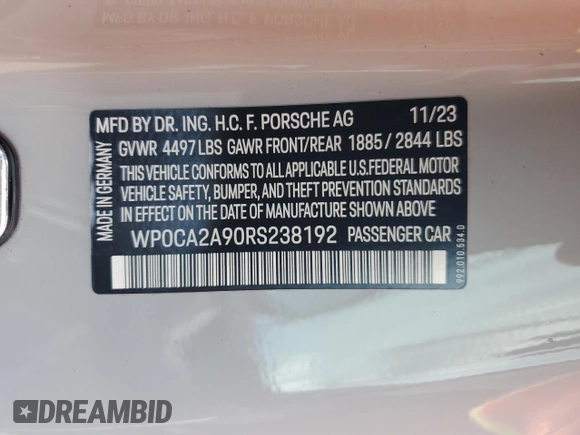 MFD BY DR. ING. H.C. F. PORSCHE AG 11/23
GVWR 4497 LBS GAWR FRONT/REAR 1885 / 2844 LBS
THIS VEHICLE CONFORMS TO ALL APPLICABLE U.S. FEDERAL MOTOR
VEHICLE SAFETY, BUMPER, AND THEFT PREVENTION STANDARDS
IN EFFECT ON THE DATE OF MANUFACTURE SHOWN ABOVE
WP0CA2A90RS238192 PASSENGER CAR
MADE IN GERMANY
992.010.534.0
DREAMBID